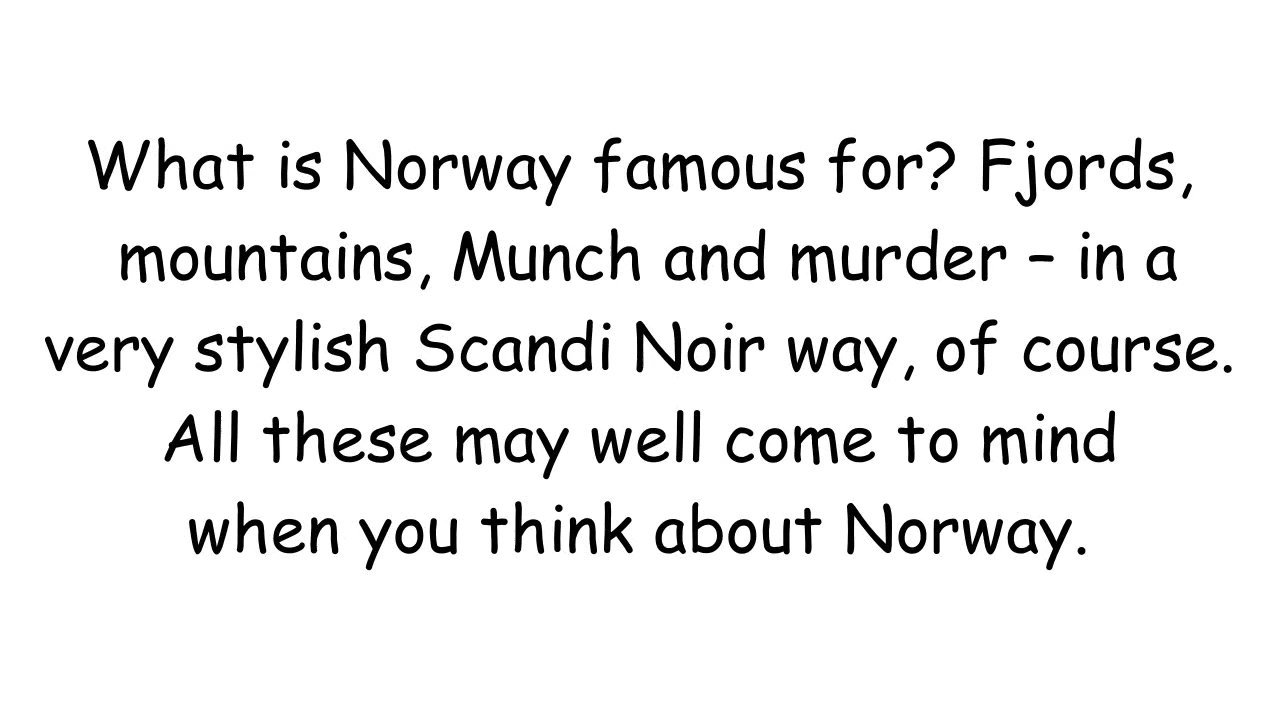 What is Norway famous for? Fjords,
mountains, Munch and murder – in a
very stylish Scandi Noir way, of course.
All these may well come to mind
when you think about Norway.